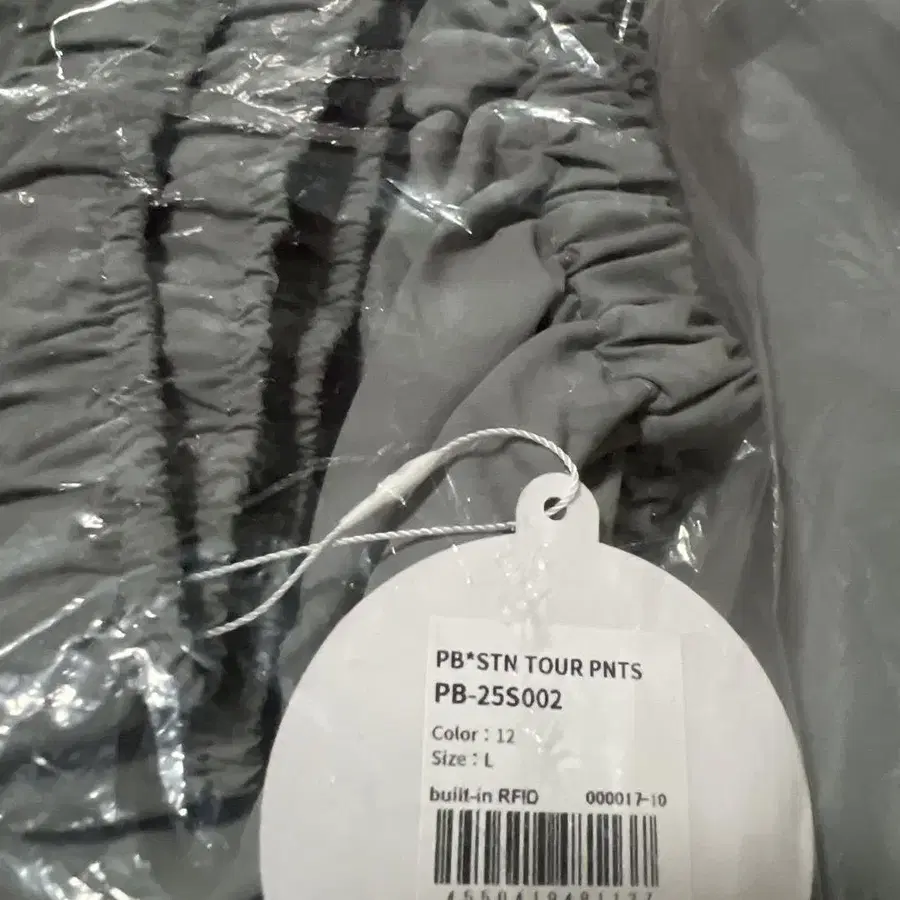 PB*STN TOUR PNTS
PB-25S002
Color : 12
Size : L
built-in RFID 000017-10